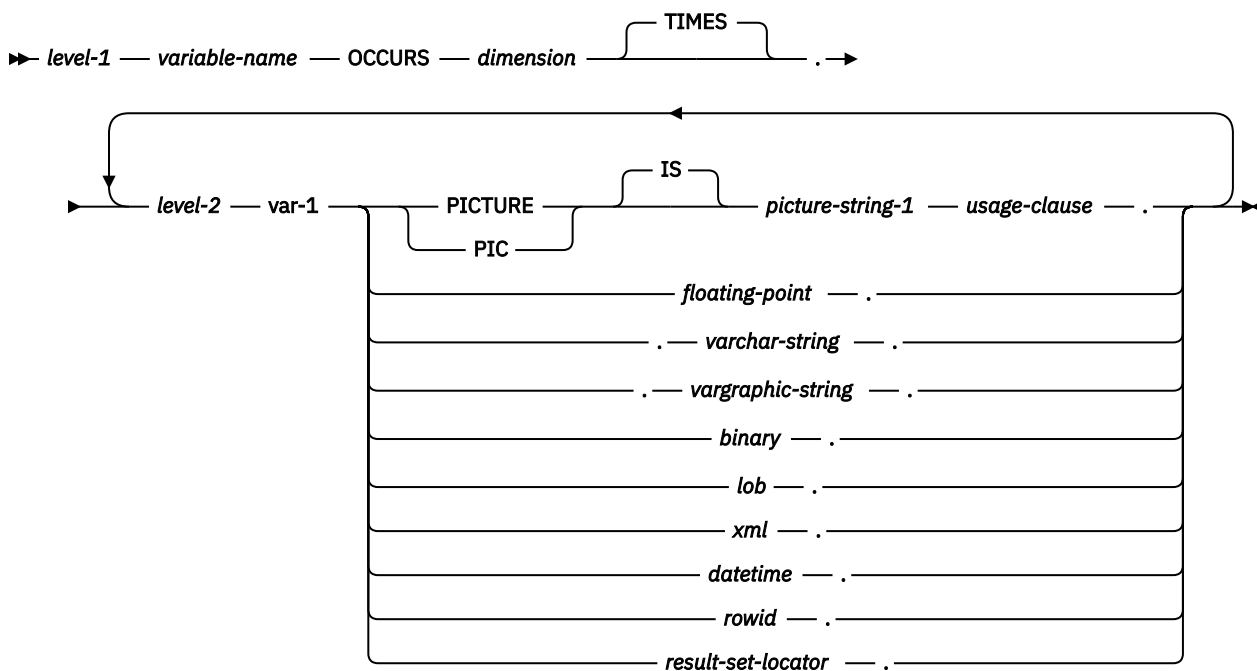 TIMES
level-1 variable-name OCCURS dimension .
IS
level-2 var-1 PICTURE picture-string-1 usage-clause .
PIC
floating-point .
. varchar-string .
. vargraphic-string .
binary .
lob .
xml .
datetime .
rowid .
result-set-locator .